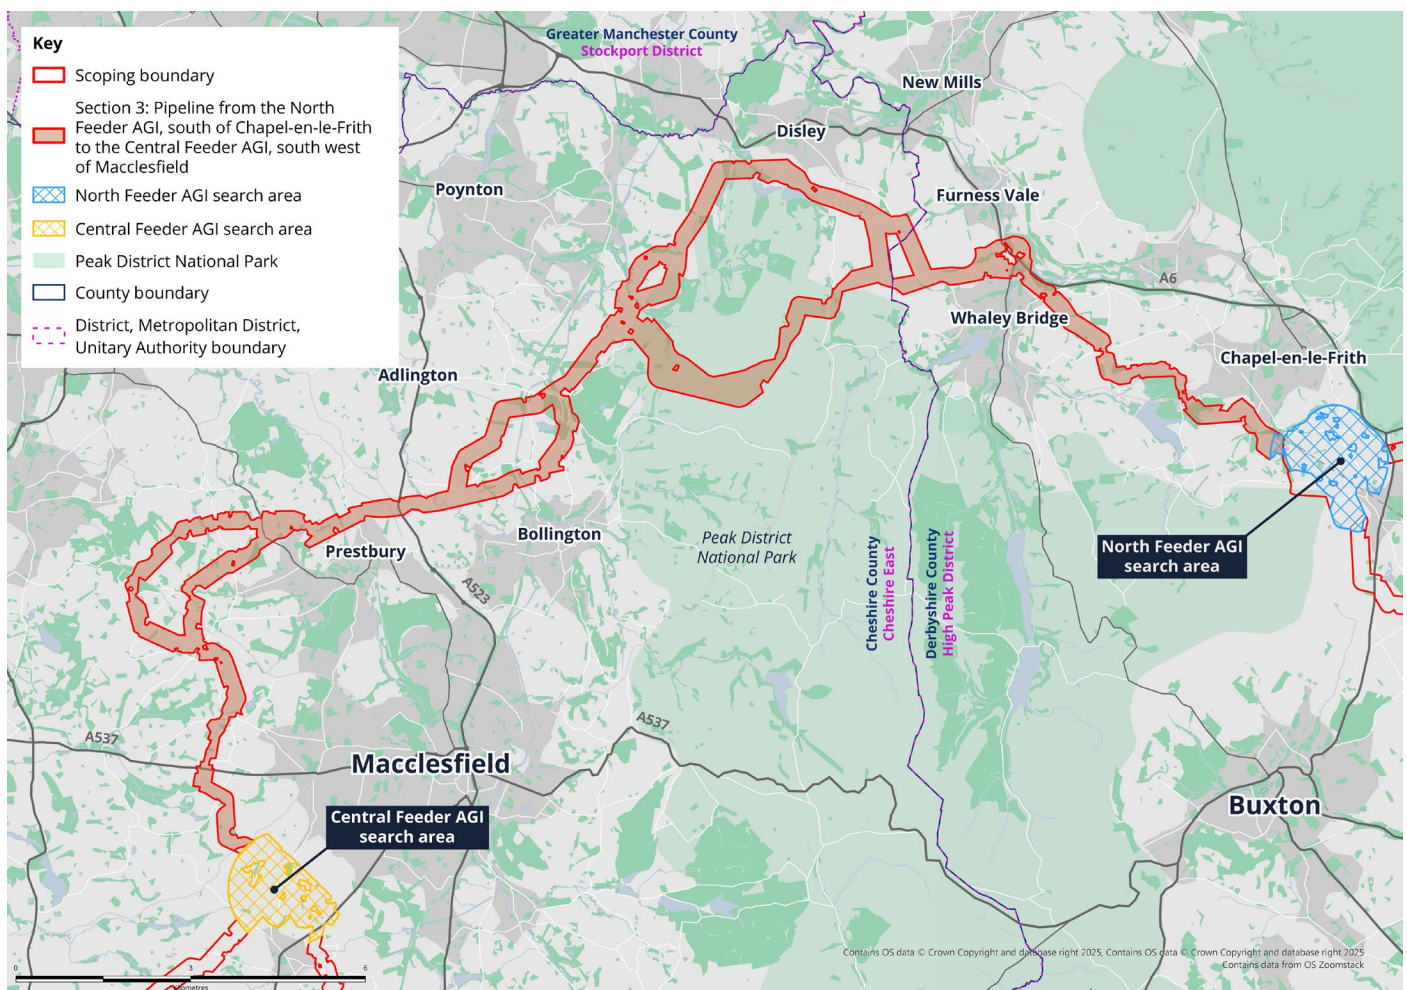 Key
Scoping boundary
Section 3: Pipeline from the North
Feeder AGI, south of Chapel-en-le-Frith
to the Central Feeder AGI, south west
of Macclesfield
North Feeder AGI search area
Central Feeder AGI search area
Peak District National Park
County boundary
District, Metropolitan District,
Unitary Authority boundary
Greater Manchester County
Stockport District
New Mills
Disley
Poynton
Furness Vale
A6
Whaley Bridge
Chapel-en-le-Frith
Adlington
Bollington
Peak District
National Park
Prestbury
North Feeder AGI
search area
Cheshire County
Cheshire East
Derbyshire County
High Peak District
A523
A537
A537
Macclesfield
Buxton
Central Feeder AGI
search area
Contains OS data © Crown Copyright and database right 2025, Contains OS data © Crown Copyright and database right 2025
Contains data from OS Zoomstack
0 3 6
Kilometres